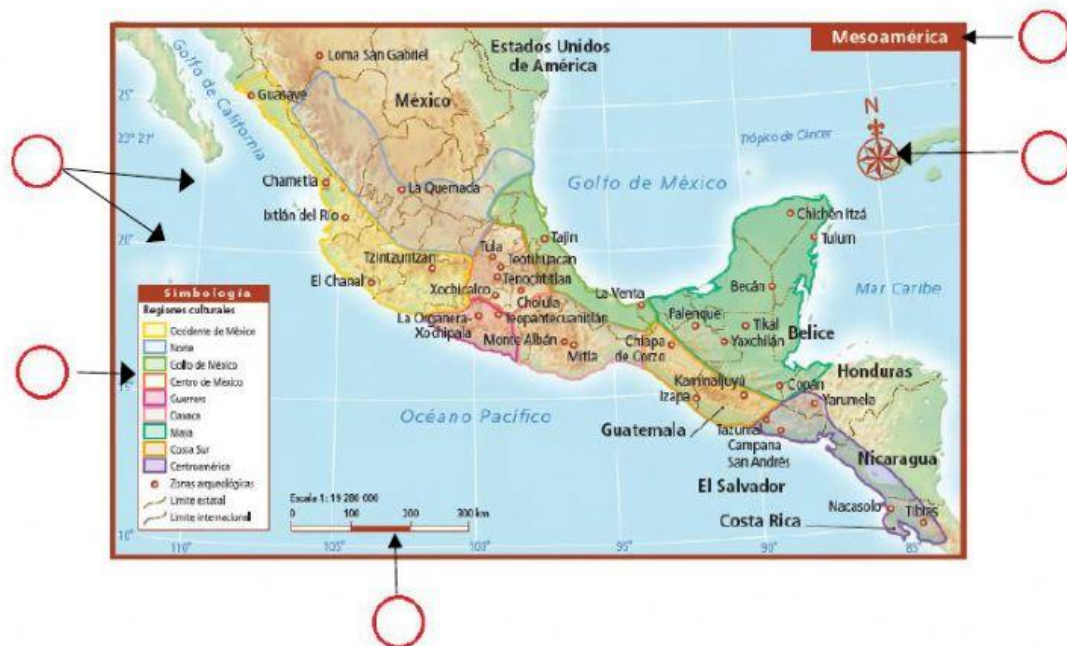 Mesoamérica
Estados Unidos
de América
Golfo de California
Loma San Gabriel
Guasave
México
N
25°
23° 27'
Trópico de Cáncer
Golfo de México
Chametla
La Quemada
Ixtlán del Río
Chichén Itzá
Tulum
20°
Tajín
Tula
Teotihuacan
Tzintzuntzan
Tenochtitlan
El Chanal
Xochicalco
Cholula
La Venta
Becán
Mar Caribe
Teopantecuanitlán
La Organera-
Xochipala
Palenque
Tikal
Belice
Monte Albán
Mitla
Chiapa
de Corzo
Yaxchilán
Honduras
Kaminaljuyú
Copán
Izapa
Yarumela
Océano Pacífico
Guatemala
Tazumal
Campana
San Andrés
Nicaragua
El Salvador
Nacasolo
Tibias
Costa Rica
Simbología
Regiones culturales
Occidente de México
Norte
Golfo de México
Centro de México
Guerrero
Oaxaca
Maya
Costa Sur
Centroamérica
Zonas arqueológicas
Límite estatal
Límite internacional
15°
Escala 1: 19 280 000
0 100 200 300 km
10°
110° 105° 95° 90° 85°